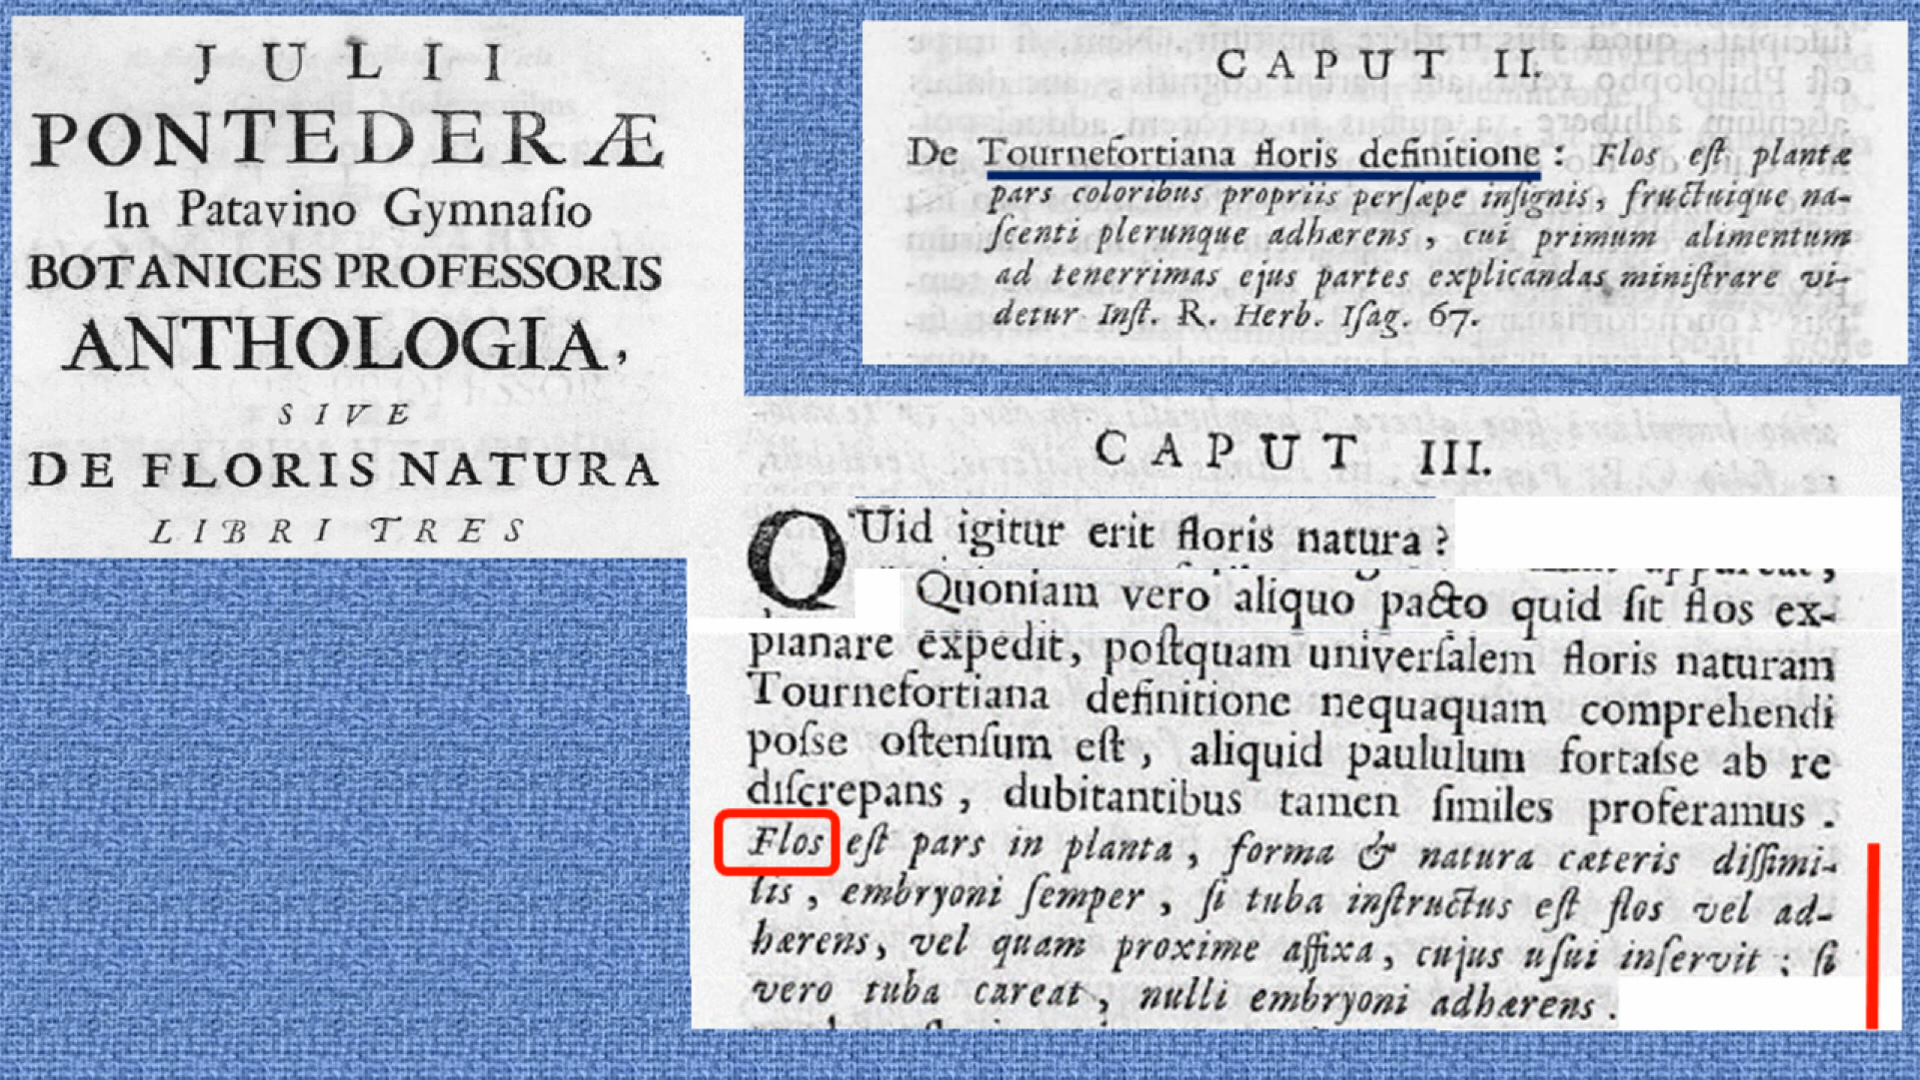 JULII
PONTEDERÆ
In Patavino Gymnaſio
BOTANICES PROFESSORIS
ANTHOLOGIA,
SIVE
DE FLORIS NATURA
LIBRI TRES
CAPUT II.
De Tournefortiana floris definitione : Flos eſt plantæ
pars coloribus propriis perſæpe inſignis, fructuique na-
ſcenti plerunque adhærens, cui primum alimentum
ad tenerrimas ejus partes explicandas miniſtrare vi-
detur Inſt. R. Herb. Iſag. 67.
CAPUT III.
QUid igitur erit floris natura ?
Quoniam vero aliquo pacto quid ſit flos ex-
planare expedit, poſtquam univerſalem floris naturam
Tournefortiana definitione nequaquam comprehendi
poſse oſtenſum eſt, aliquid paululum fortaſse ab re
diſcrepans, dubitantibus tamen ſimiles proferamus.
Flos eſt pars in planta, forma & natura cæteris diſſimi-
lis, embryoni ſemper, ſi tuba inſtructus eſt flos vel ad-
hærens, vel quam proxime affixa, cujus uſui inſervit : ſi
vero tuba careat, nulli embryoni adhærens.